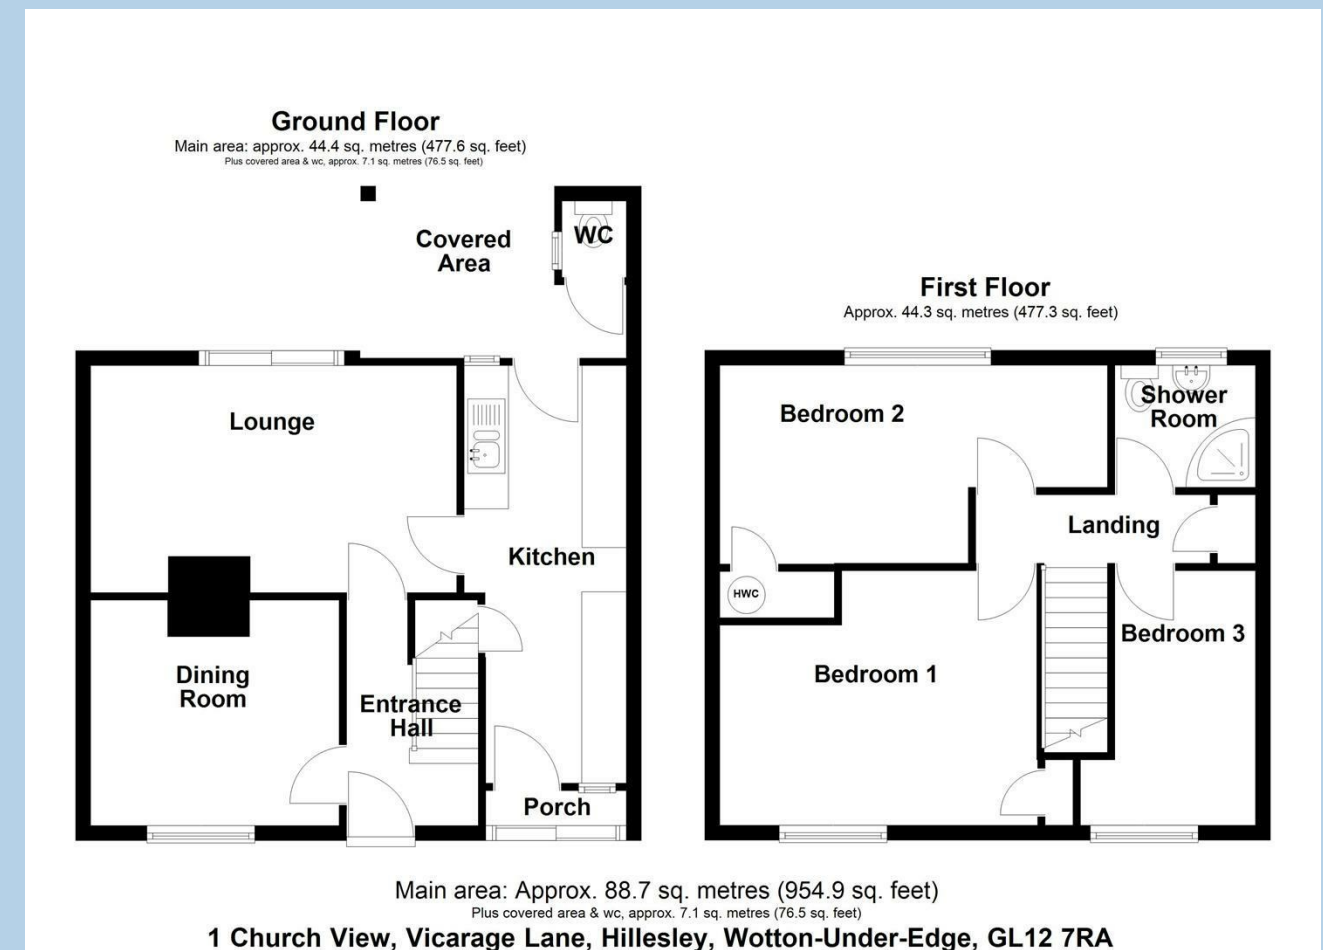 Ground Floor
Main area: approx. 44.4 sq. metres (477.6 sq. feet)
Plus covered area & wc, approx. 7.1 sq. metres (76.5 sq. feet)
Covered
Area
WC
Lounge
Kitchen
Dining
Room
Entrance
Hall
Porch
First Floor
Approx. 44.3 sq. metres (477.3 sq. feet)
Bedroom 2
Shower
Room
Landing
HWC
Bedroom 1
Bedroom 3
Main area: Approx. 88.7 sq. metres (954.9 sq. feet)
Plus covered area & wc, approx. 7.1 sq. metres (76.5 sq. feet)
1 Church View, Vicarage Lane, Hillesley, Wotton-Under-Edge, GL12 7RA